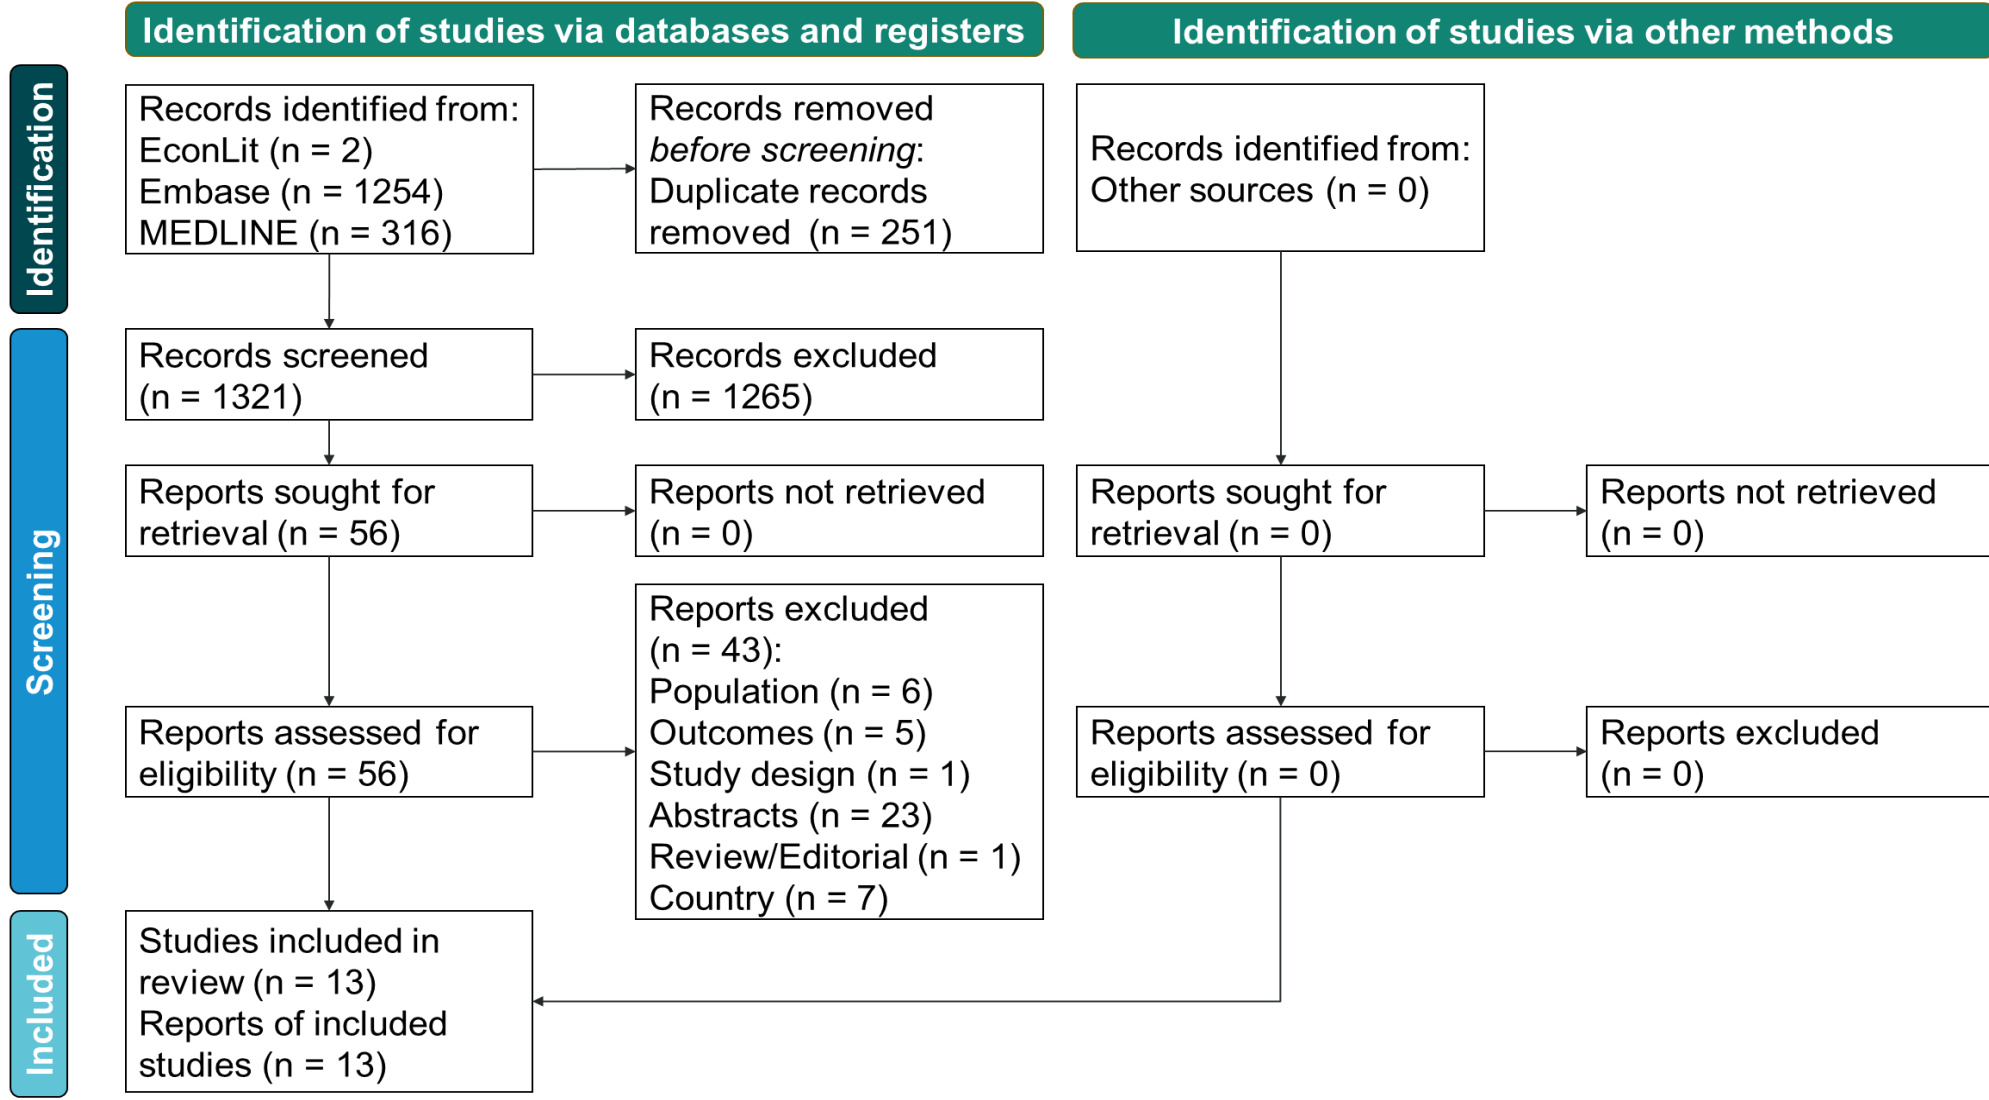 Identification of studies via databases and registers
Identification of studies via other methods
Identification
Records identified from:
EconLit (n = 2)
Embase (n = 1254)
MEDLINE (n = 316)
Records removed
before screening:
Duplicate records
removed (n = 251)
Records identified from:
Other sources (n = 0)
Screening
Records screened
(n = 1321)
Records excluded
(n = 1265)
Reports sought for
retrieval (n = 56)
Reports not retrieved
(n = 0)
Reports sought for
retrieval (n = 0)
Reports not retrieved
(n = 0)
Reports assessed for
eligibility (n = 56)
Reports excluded
(n = 43):
Population (n = 6)
Outcomes (n = 5)
Study design (n = 1)
Abstracts (n = 23)
Review/Editorial (n = 1)
Country (n = 7)
Reports assessed for
eligibility (n = 0)
Reports excluded
(n = 0)
Included
Studies included in
review (n = 13)
Reports of included
studies (n = 13)